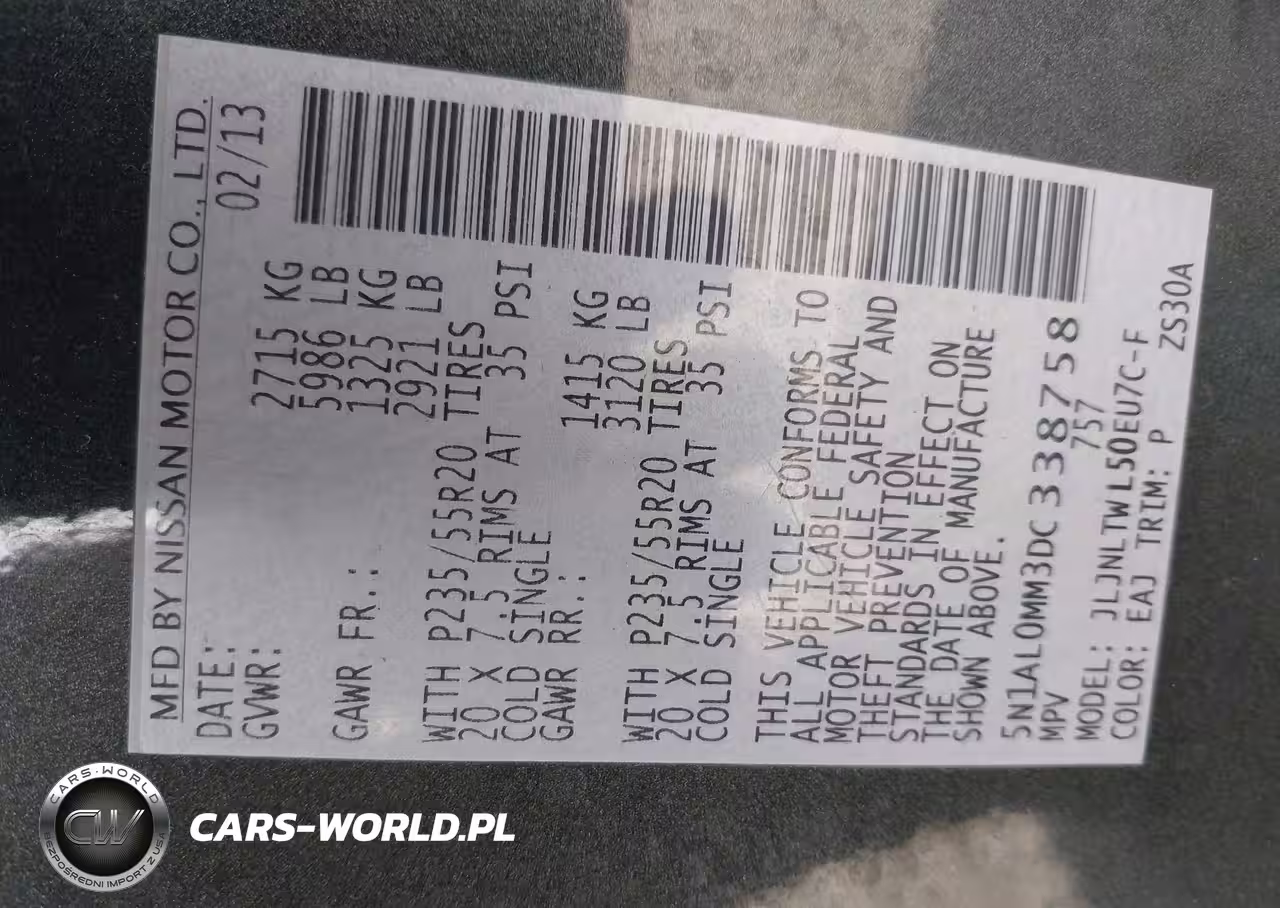 MFD BY NISSAN MOTOR CO., LTD.
DATE: 02/13
GVWR: 2715 KG
5986 LB
GAWR FR.: 1325 KG
2921 LB
WITH P235/55R20 TIRES
20 X 7.5 RIMS AT 35 PSI
COLD SINGLE
GAWR RR.: 1415 KG
3120 LB
WITH P235/55R20 TIRES
20 X 7.5 RIMS AT 35 PSI
COLD SINGLE
THIS VEHICLE CONFORMS TO
ALL APPLICABLE FEDERAL
MOTOR VEHICLE SAFETY AND
THEFT PREVENTION
STANDARDS IN EFFECT ON
THE DATE OF MANUFACTURE
SHOWN ABOVE.
5N1AL0MM3DC338758
MPV 757
MODEL: JLJNLTWL50EU7C-F
COLOR: EAJ TRIM: P
ZS30A
CARS-WORLD
CW
BEZPOŚREDNI IMPORT Z USA
CARS-WORLD.PL